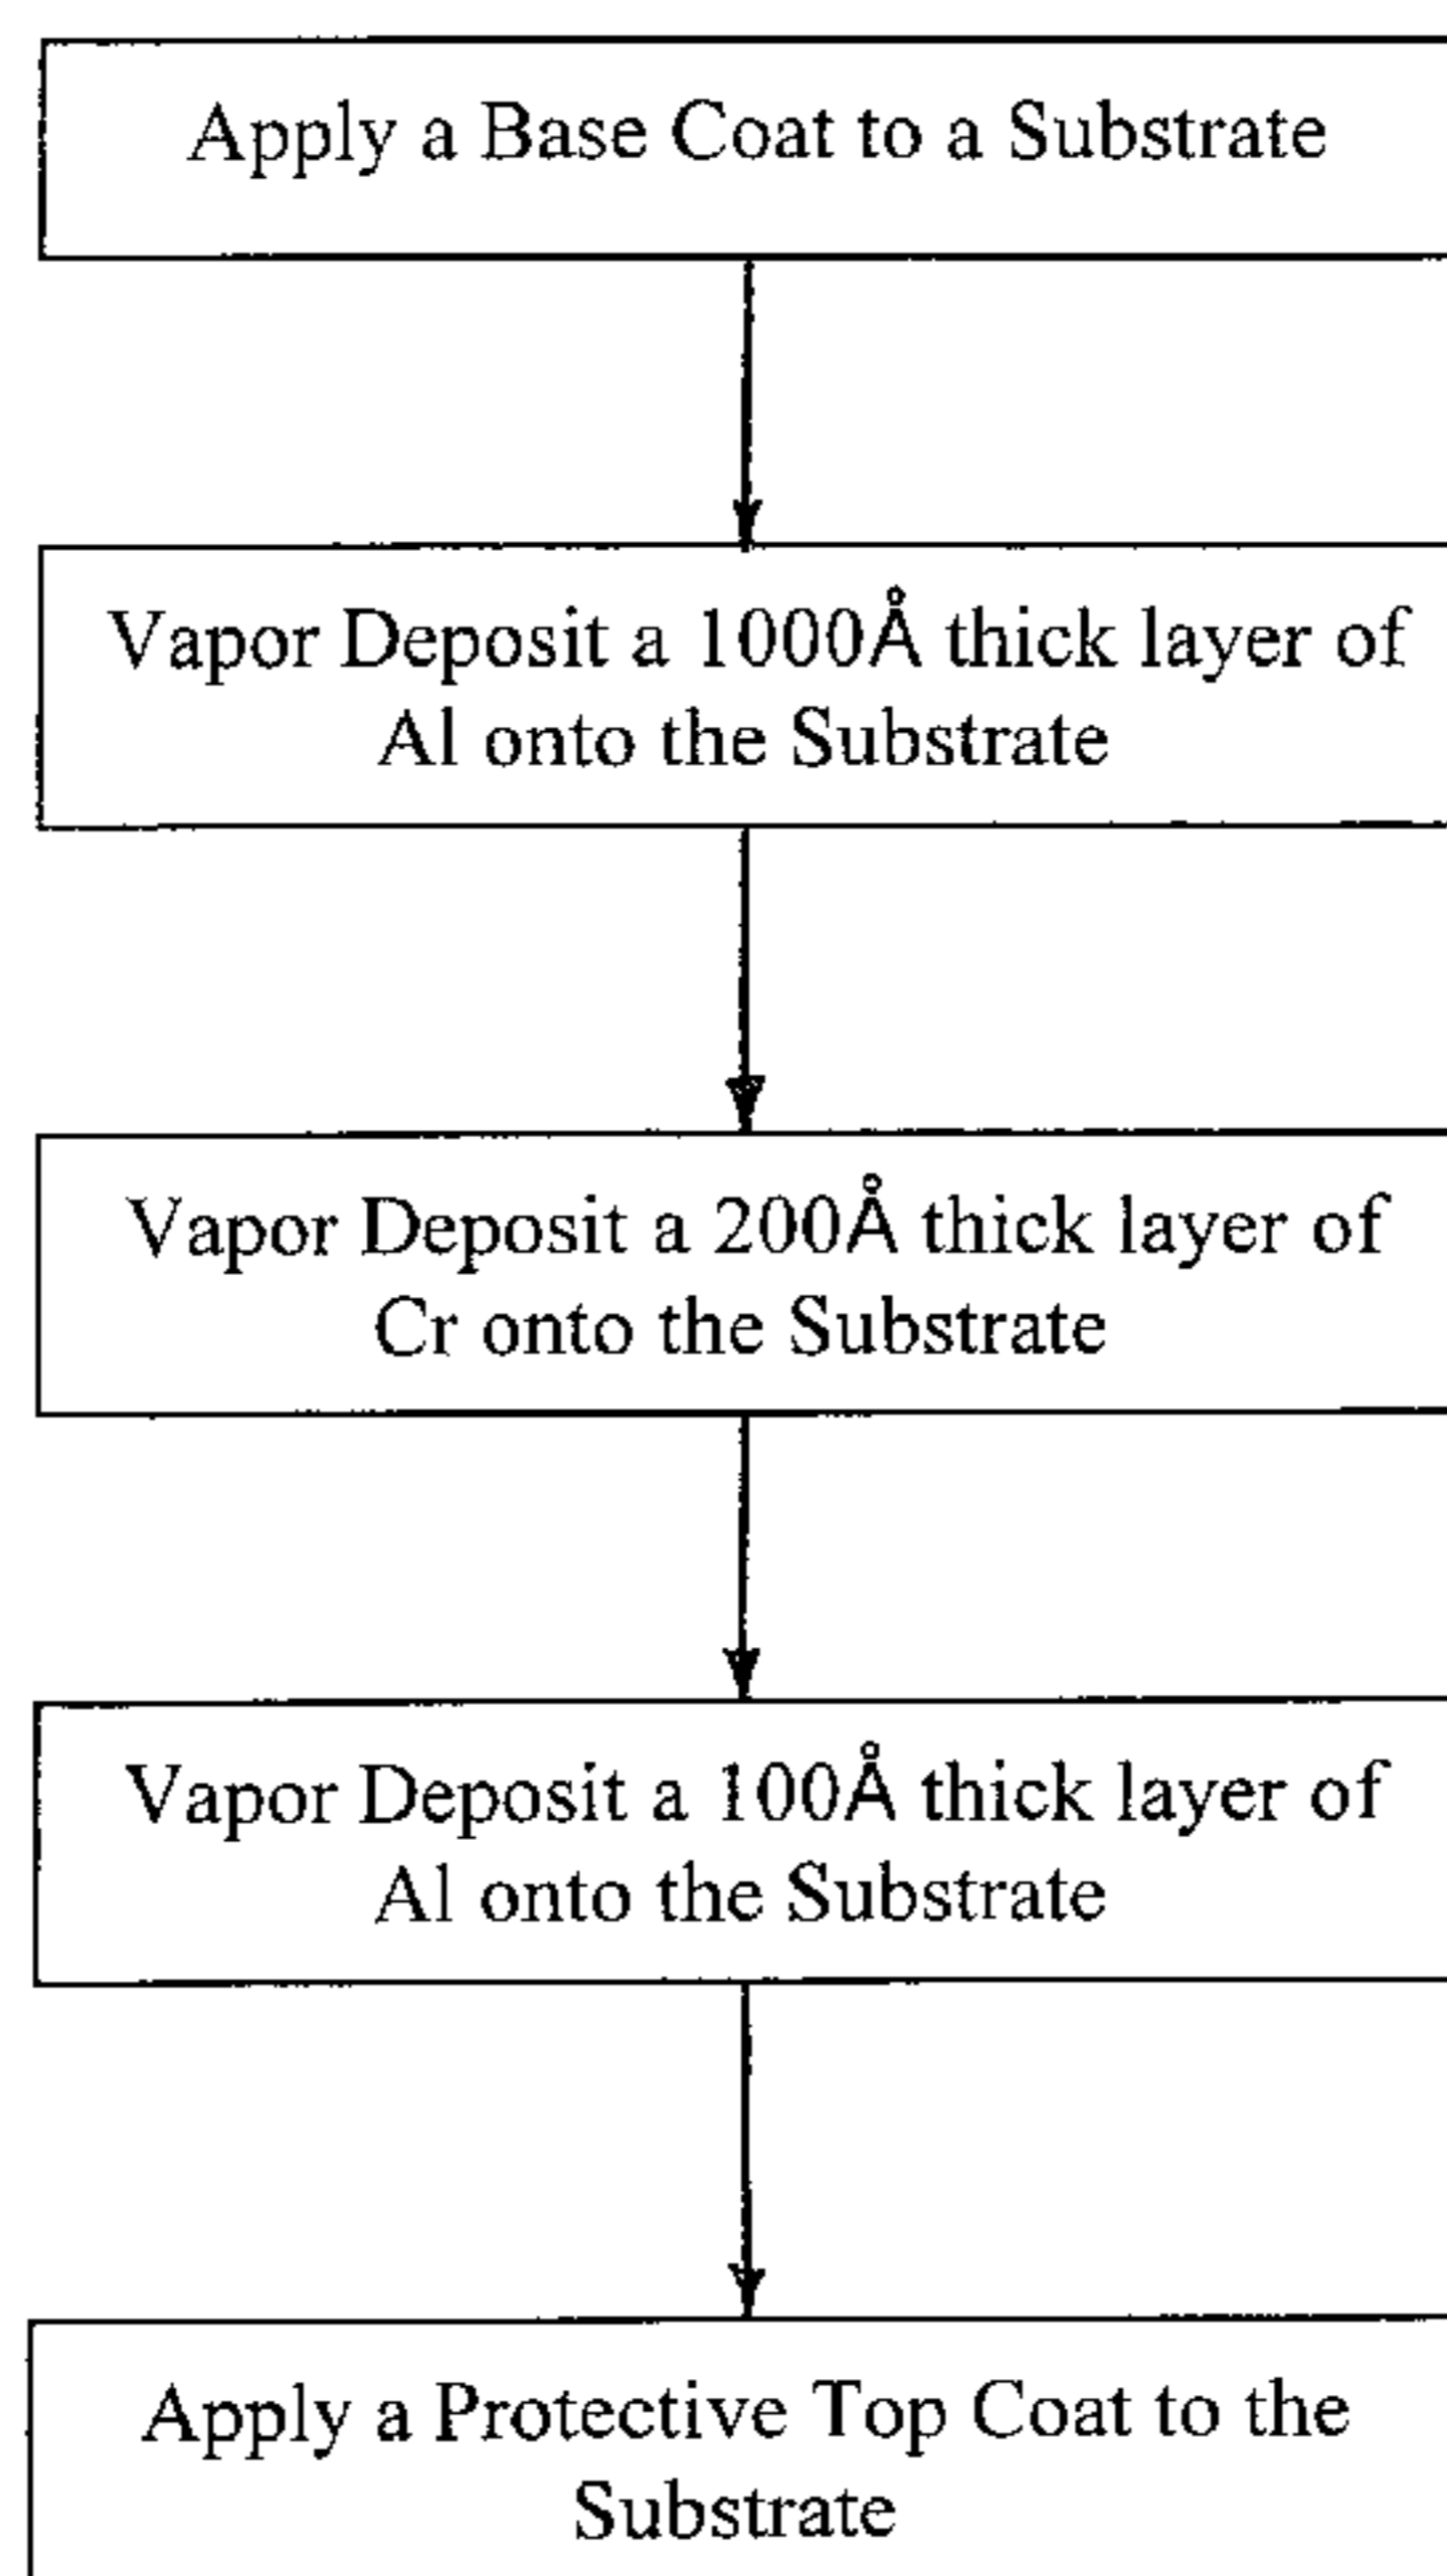 Apply a Base Coat to a Substrate
Vapor Deposit a 1000Å thick layer of
Al onto the Substrate
Vapor Deposit a 200Å thick layer of
Cr onto the Substrate
Vapor Deposit a 100Å thick layer of
Al onto the Substrate
Apply a Protective Top Coat to the
Substrate